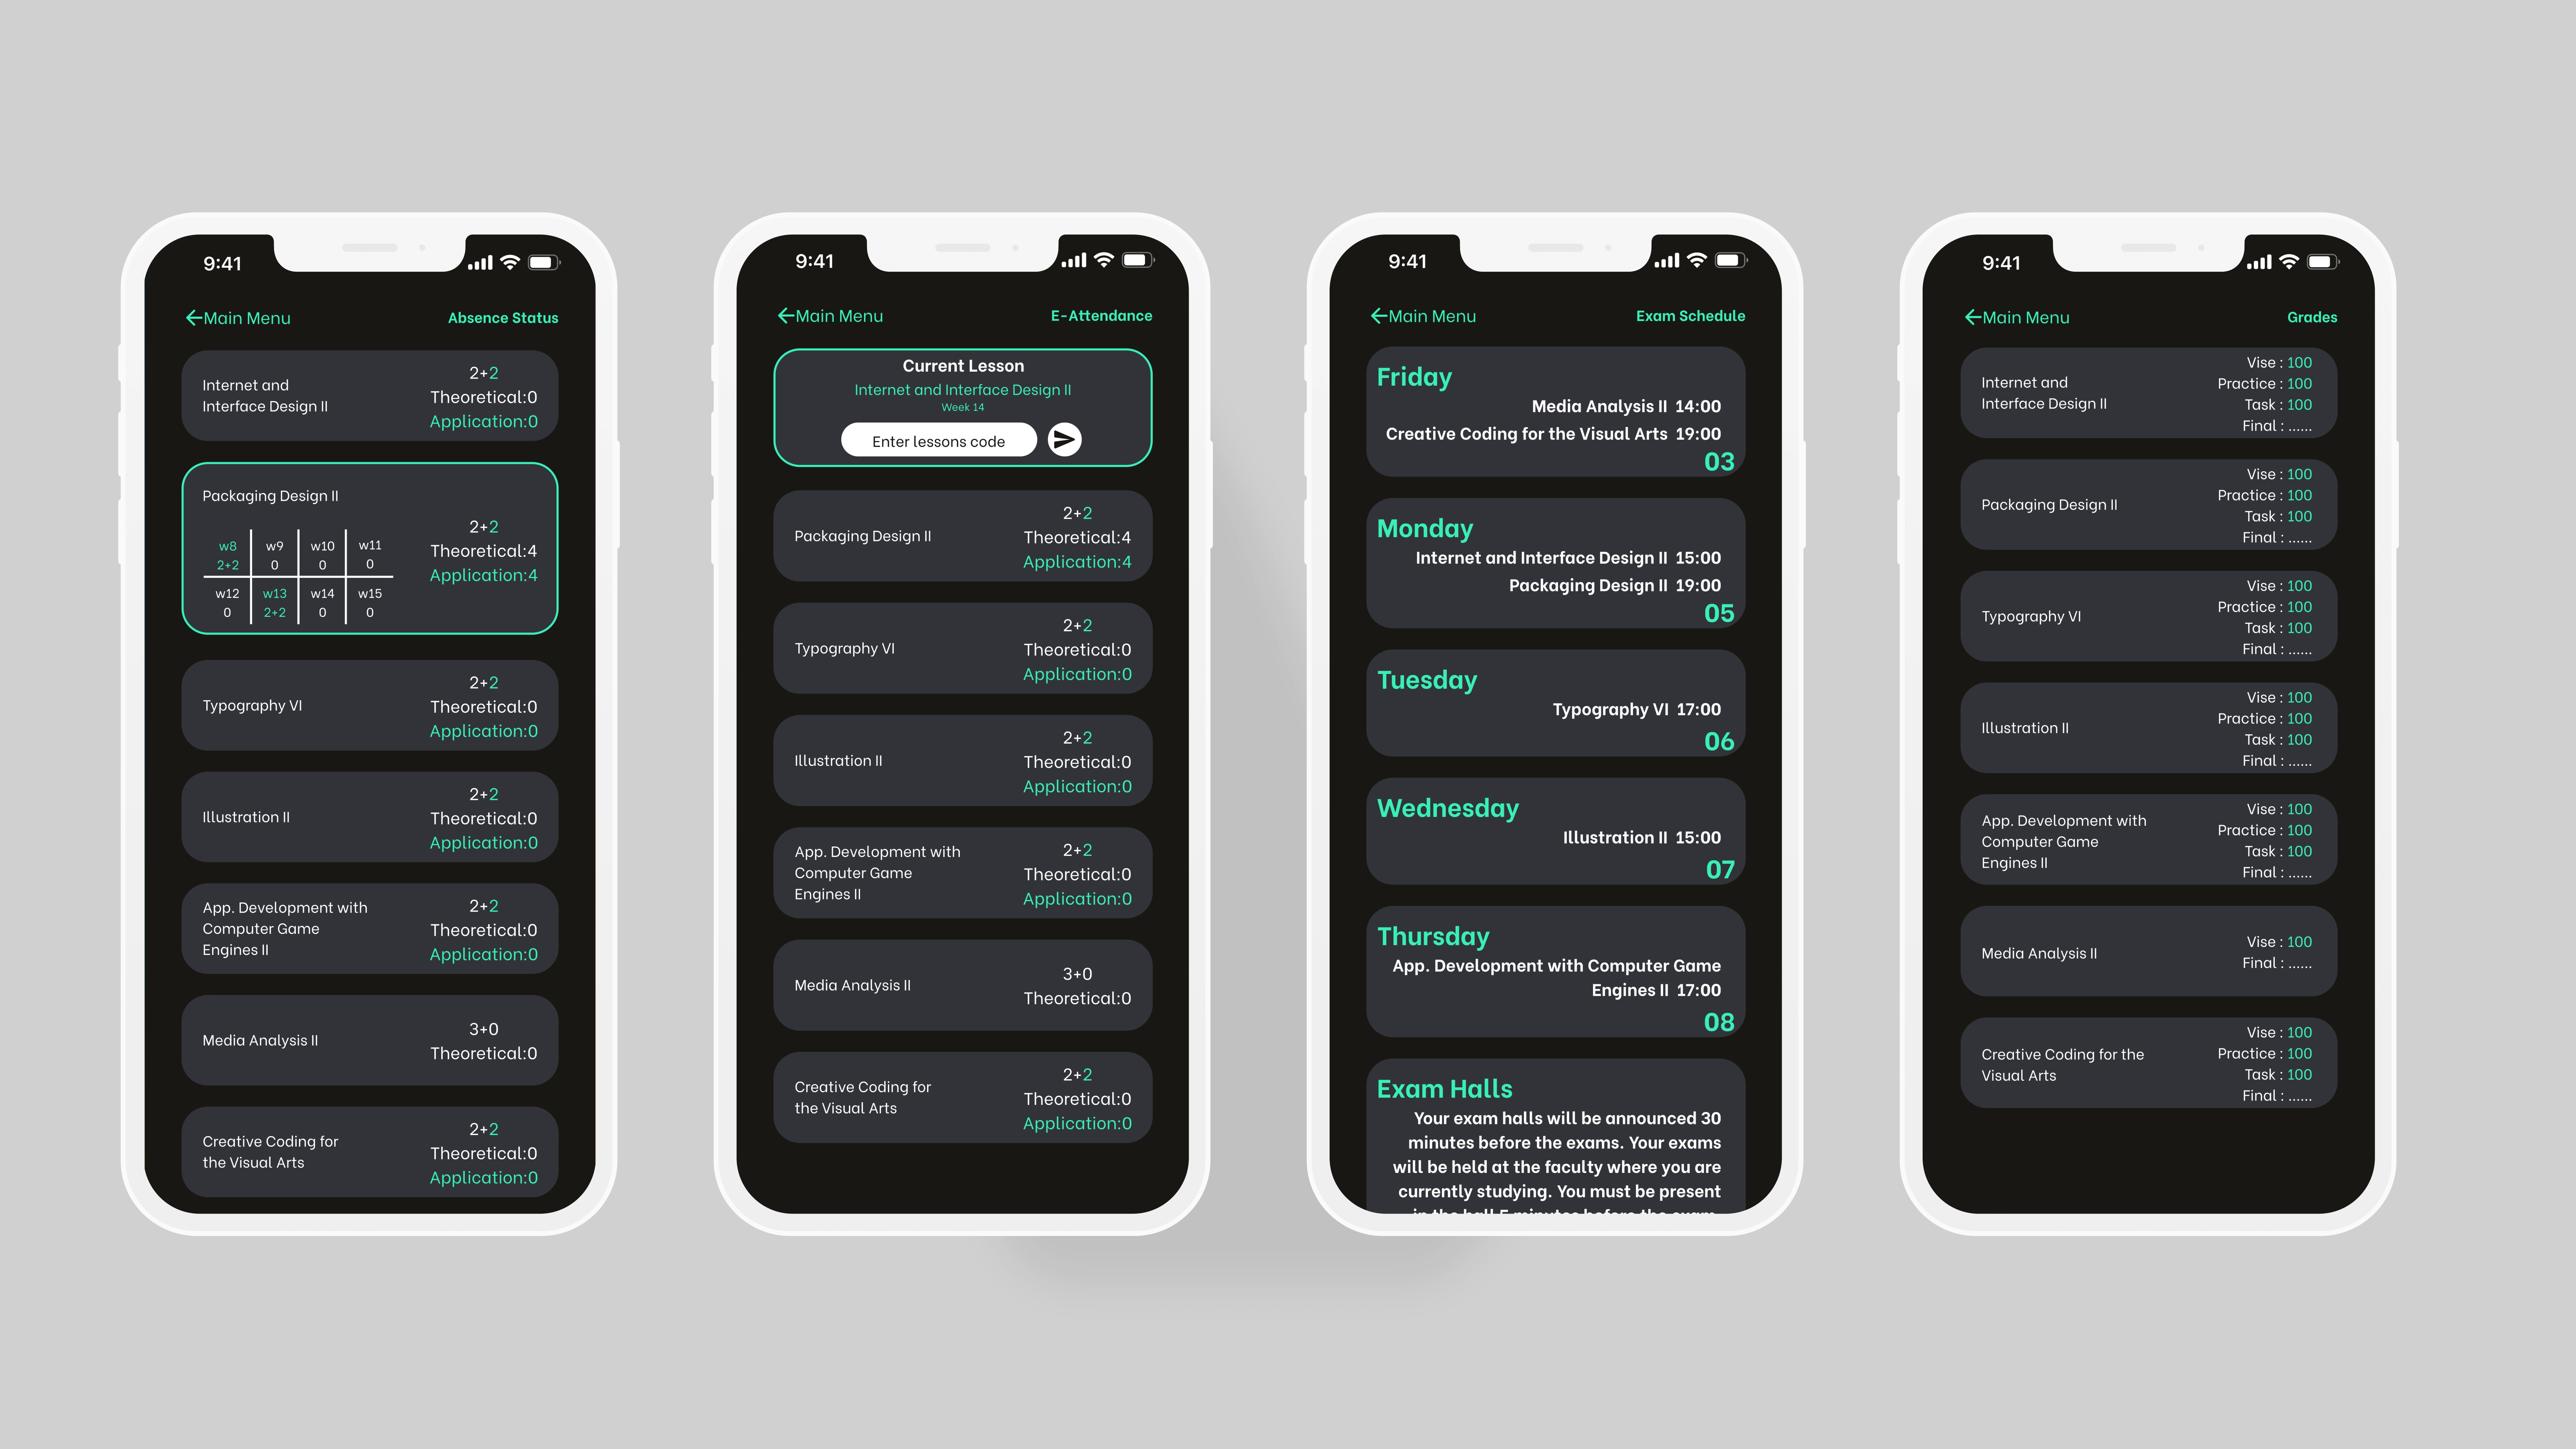 9:41
←Main Menu
Absence Status
Internet and
Interface Design II
2+2
Theoretical:0
Application:0
Packaging Design II
w8 w9 w10 w11
2+2 0 0 0
w12 w13 w14 w15
0 2+2 0 0
2+2
Theoretical:4
Application:4
Typography VI
2+2
Theoretical:0
Application:0
Illustration II
2+2
Theoretical:0
Application:0
App. Development with
Computer Game
Engines II
2+2
Theoretical:0
Application:0
Media Analysis II
3+0
Theoretical:0
Creative Coding for
the Visual Arts
2+2
Theoretical:0
Application:0
9:41
←Main Menu
E-Attendance
Current Lesson
Internet and Interface Design II
Week 14
Enter lessons code
Packaging Design II
2+2
Theoretical:4
Application:4
Typography VI
2+2
Theoretical:0
Application:0
Illustration II
2+2
Theoretical:0
Application:0
App. Development with
Computer Game
Engines II
2+2
Theoretical:0
Application:0
Media Analysis II
3+0
Theoretical:0
Creative Coding for
the Visual Arts
2+2
Theoretical:0
Application:0
9:41
←Main Menu
Exam Schedule
Friday
Media Analysis II 14:00
Creative Coding for the Visual Arts 19:00
03
Monday
Internet and Interface Design II 15:00
Packaging Design II 19:00
05
Tuesday
Typography VI 17:00
06
Wednesday
Illustration II 15:00
07
Thursday
App. Development with Computer Game
Engines II 17:00
08
Exam Halls
Your exam halls will be announced 30
minutes before the exams. Your exams
will be held at the faculty where you are
currently studying. You must be present
in the hall 5 minutes before the exam.
9:41
←Main Menu
Grades
Internet and
Interface Design II
Vise : 100
Practice : 100
Task : 100
Final : ......
Packaging Design II
Vise : 100
Practice : 100
Task : 100
Final : ......
Typography VI
Vise : 100
Practice : 100
Task : 100
Final : ......
Illustration II
Vise : 100
Practice : 100
Task : 100
Final : ......
App. Development with
Computer Game
Engines II
Vise : 100
Practice : 100
Task : 100
Final : ......
Media Analysis II
Vise : 100
Final : ......
Creative Coding for the
Visual Arts
Vise : 100
Practice : 100
Task : 100
Final : ......